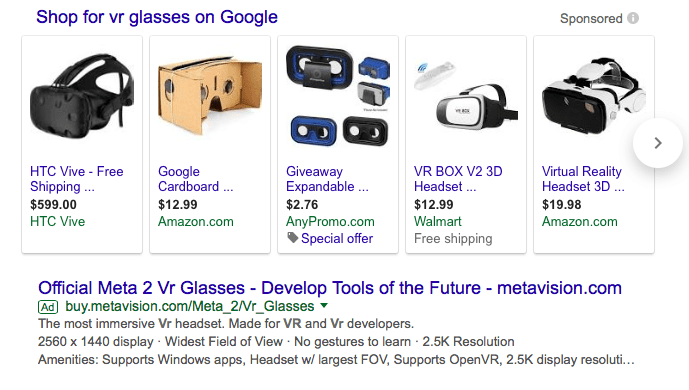 Shop for vr glasses on Google
Sponsored
HTC Vive - Free
Shipping ...
$599.00
HTC Vive
Google
Cardboard ...
$12.99
Amazon.com
Giveaway
Expandable ...
$2.76
AnyPromo.com
Special offer
VR BOX V2 3D
Headset ...
$12.99
Walmart
Free shipping
Virtual Reality
Headset 3D ...
$19.98
Amazon.com
VR BOX
Official Meta 2 Vr Glasses - Develop Tools of the Future - metavision.com
Ad buy.metavision.com/Meta_2/Vr_Glasses
The most immersive Vr headset. Made for VR and Vr developers.
2560 x 1440 display · Widest Field of View · No gestures to learn · 2.5K Resolution
Amenities: Supports Windows apps, Headset w/ largest FOV, Supports OpenVR, 2.5K display resoluti...